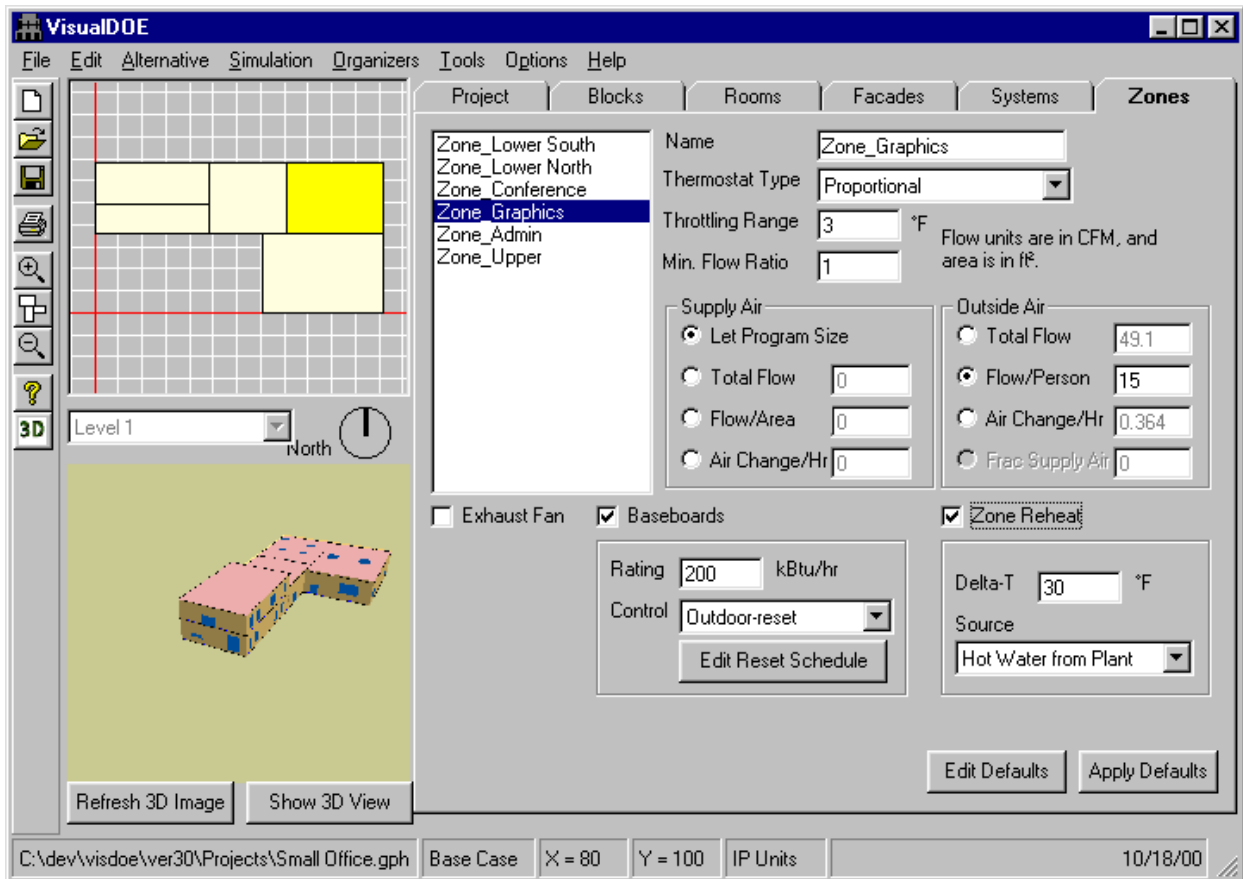 VisualDOE
File Edit Alternative Simulation Organizers Tools Options Help
Project Blocks Rooms Facades Systems Zones
Zone_Lower South
Zone_Lower North
Zone_Conference
Zone_Graphics
Zone_Admin
Zone_Upper
Name Zone_Graphics
Thermostat Type Proportional
Throttling Range 3 °F
Min. Flow Ratio 1
Flow units are in CFM, and
area is in ft².
Supply Air
Let Program Size
Total Flow 0
Flow/Area 0
Air Change/Hr 0
Outside Air
Total Flow 49.1
Flow/Person 15
Air Change/Hr 0.364
Frac Supply Air 0
3D
Level 1
North
Exhaust Fan
Baseboards
Rating 200 kBtu/hr
Control Outdoor-reset
Edit Reset Schedule
Zone Reheat
Delta-T 30 °F
Source
Hot Water from Plant
Edit Defaults Apply Defaults
Refresh 3D Image Show 3D View
C:\dev\visdoe\ver30\Projects\Small Office.gph Base Case X = 80 Y = 100 IP Units 10/18/00